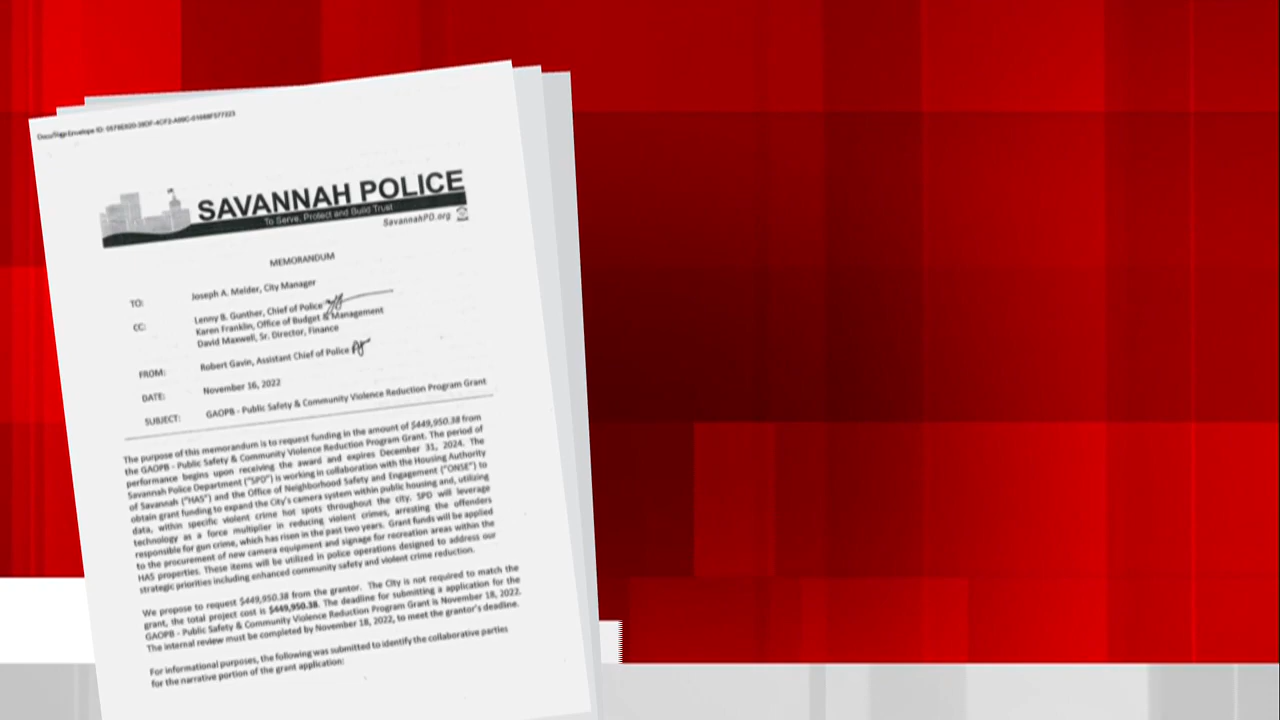 DocuSign Envelope ID:
SAVANNAH POLICE
To Serve, Protect and Build Trust
SavannahPD.org
MEMORANDUM
TO: Joseph A. Melder, City Manager
CC: Lenny B. Gunther, Chief of Police
Karen Franklin, Office of Budget & Management
David Maxwell, Sr. Director, Finance
FROM: Robert Gavin, Assistant Chief of Police
DATE: November 16, 2022
SUBJECT: GAOPB - Public Safety & Community Violence Reduction Program Grant
The purpose of this memorandum is to request funding in the amount of $449,950.38 from
the GAOPB - Public Safety & Community Violence Reduction Program Grant. The period of
performance begins upon receiving the award and expires December 31, 2024. The
Savannah Police Department ("SPD") is working in collaboration with the Housing Authority
of Savannah ("HAS") and the Office of Neighborhood Safety and Engagement ("ONSE") to
obtain grant funding to expand the City's camera system within public housing and, utilizing
data, within specific violent crime hot spots throughout the city. SPD will leverage
technology as a force multiplier in reducing violent crimes, arresting the offenders
responsible for gun crime, which has risen in the past two years. Grant funds will be applied
to the procurement of new camera equipment and signage for recreation areas within the
HAS properties. These items will be utilized in police operations designed to address our
strategic priorities including enhanced community safety and violent crime reduction.
We propose to request $449,950.38 from the grantor. The City is not required to match the
grant, the total project cost is $449,950.38. The deadline for submitting a application for the
GAOPB - Public Safety & Community Violence Reduction Program Grant is November 18, 2022.
The internal review must be completed by November 18, 2022, to meet the grantor's deadline.
For informational purposes, the following was submitted to identify the collaborative parties
for the narrative portion of the grant application: